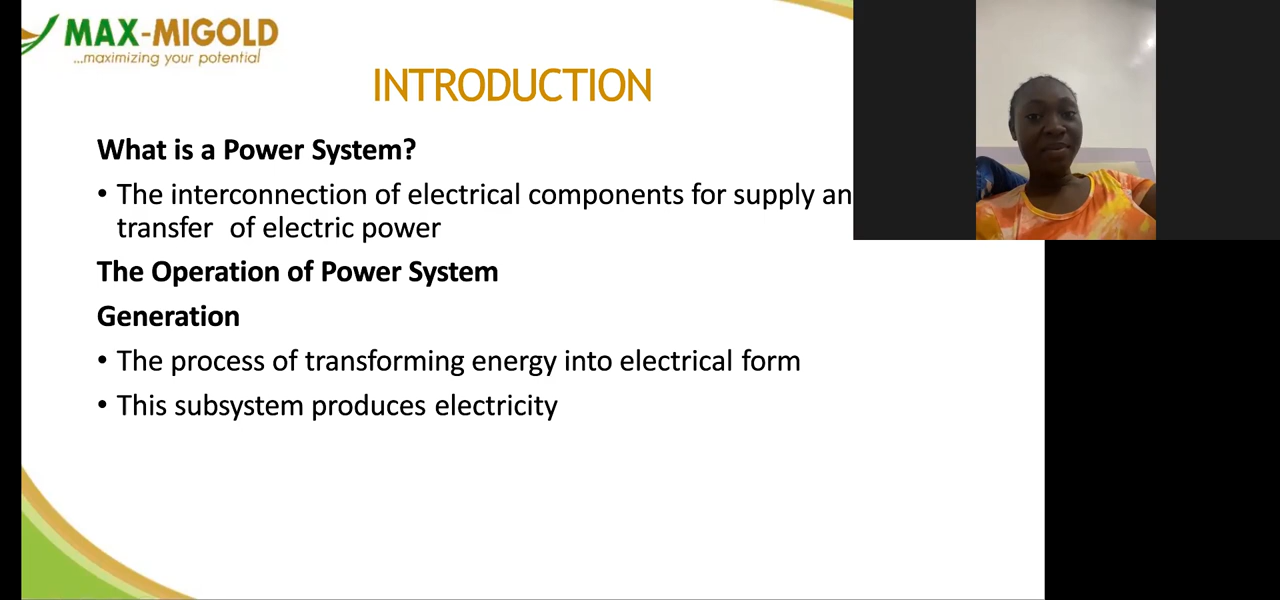 MAX-MIGOLD
...maximizing your potential
INTRODUCTION
What is a Power System?
• The interconnection of electrical components for supply an
transfer of electric power
The Operation of Power System
Generation
• The process of transforming energy into electrical form
• This subsystem produces electricity